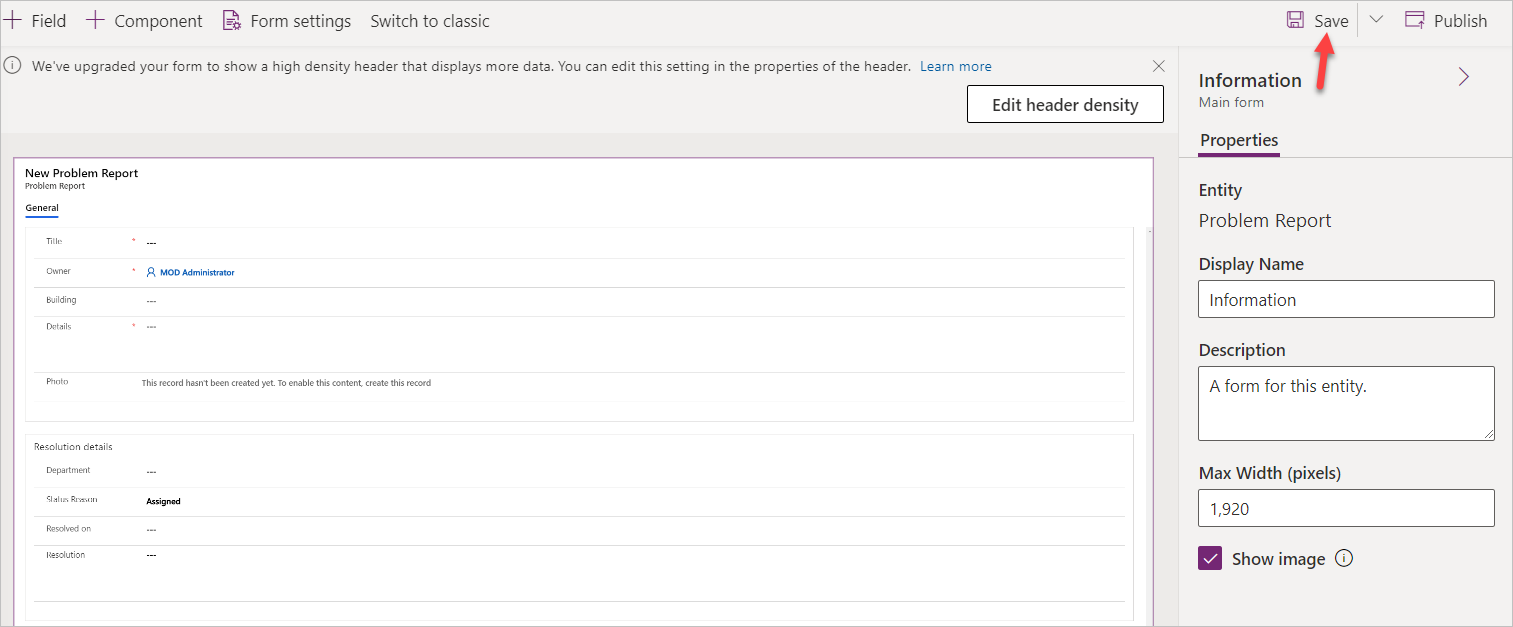 Field Component Form settings Switch to classic Save Publish
We've upgraded your form to show a high density header that displays more data. You can edit this setting in the properties of the header. Learn more
Edit header density
New Problem Report
Problem Report
General
Title * ---
Owner * MOD Administrator
Building ---
Details * ---
Photo This record hasn't been created yet. To enable this content, create this record
Resolution details
Department ---
Status Reason Assigned
Resolved on ---
Resolution ---
Information
Main form
Properties
Entity
Problem Report
Display Name
Information
Description
A form for this entity.
Max Width (pixels)
1,920
Show image